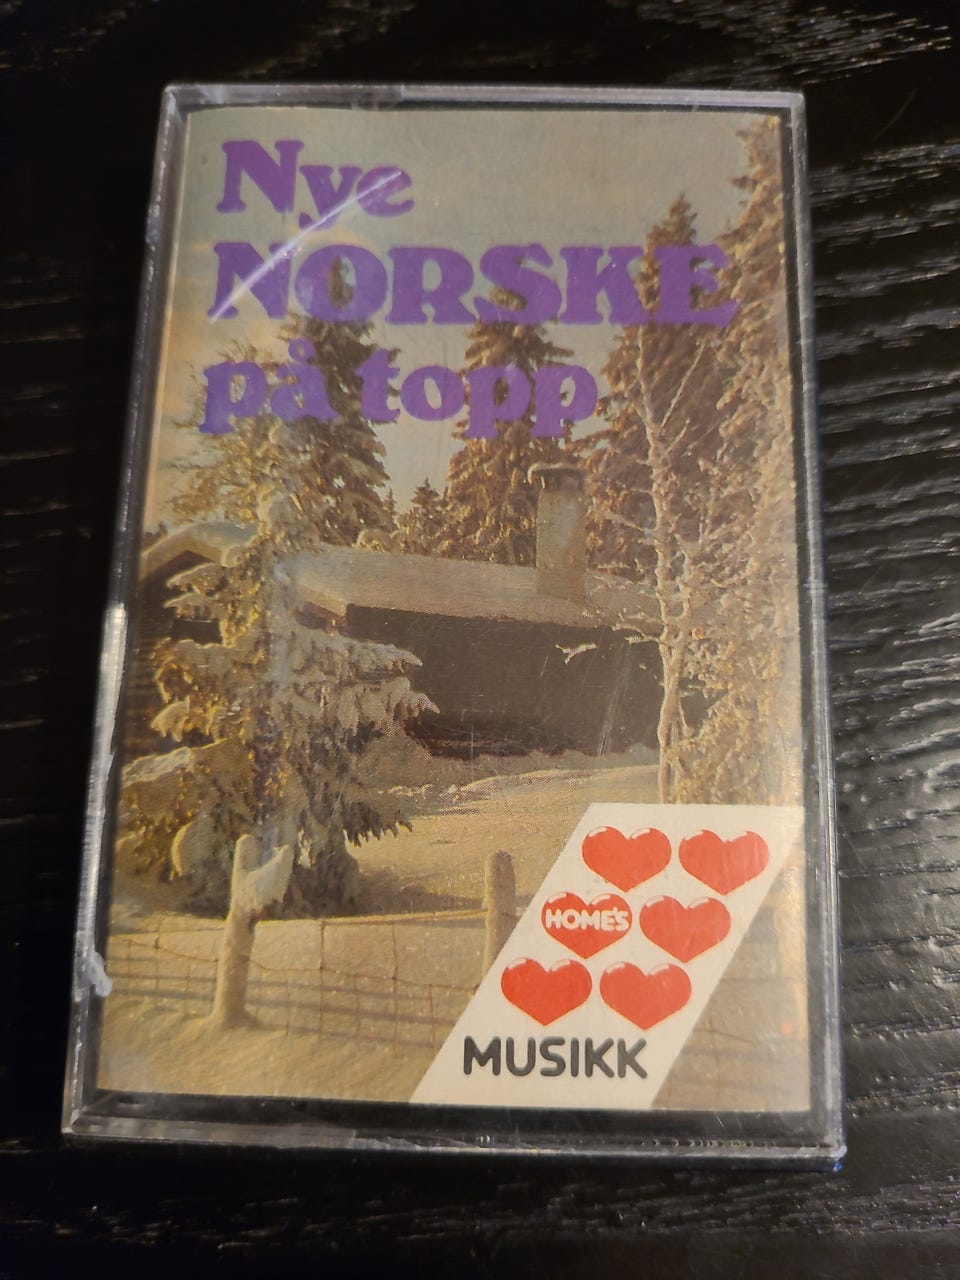 Nye
NORSKE
på topp
HOME'S
MUSIKK